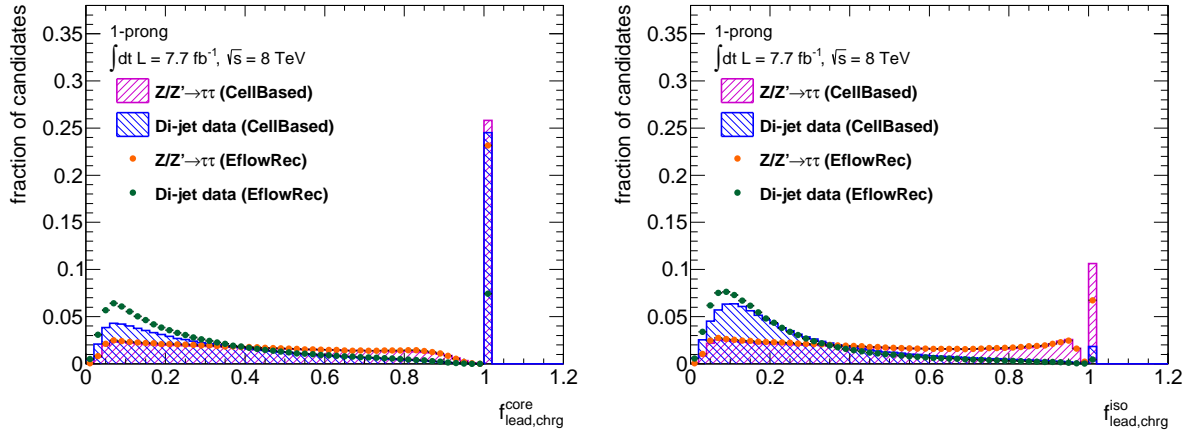 fraction of candidates
0.35
0.3
0.25
0.2
0.15
0.1
0.05
0
1-prong
∫dt L = 7.7 fb⁻¹, √s = 8 TeV
Z/Z'→ττ (CellBased)
Di-jet data (CellBased)
Z/Z'→ττ (EflowRec)
Di-jet data (EflowRec)
0 0.2 0.4 0.6 0.8 1 1.2
f^core_lead,chrg
fraction of candidates
0.35
0.3
0.25
0.2
0.15
0.1
0.05
0
1-prong
∫dt L = 7.7 fb⁻¹, √s = 8 TeV
Z/Z'→ττ (CellBased)
Di-jet data (CellBased)
Z/Z'→ττ (EflowRec)
Di-jet data (EflowRec)
0 0.2 0.4 0.6 0.8 1 1.2
f^iso_lead,chrg